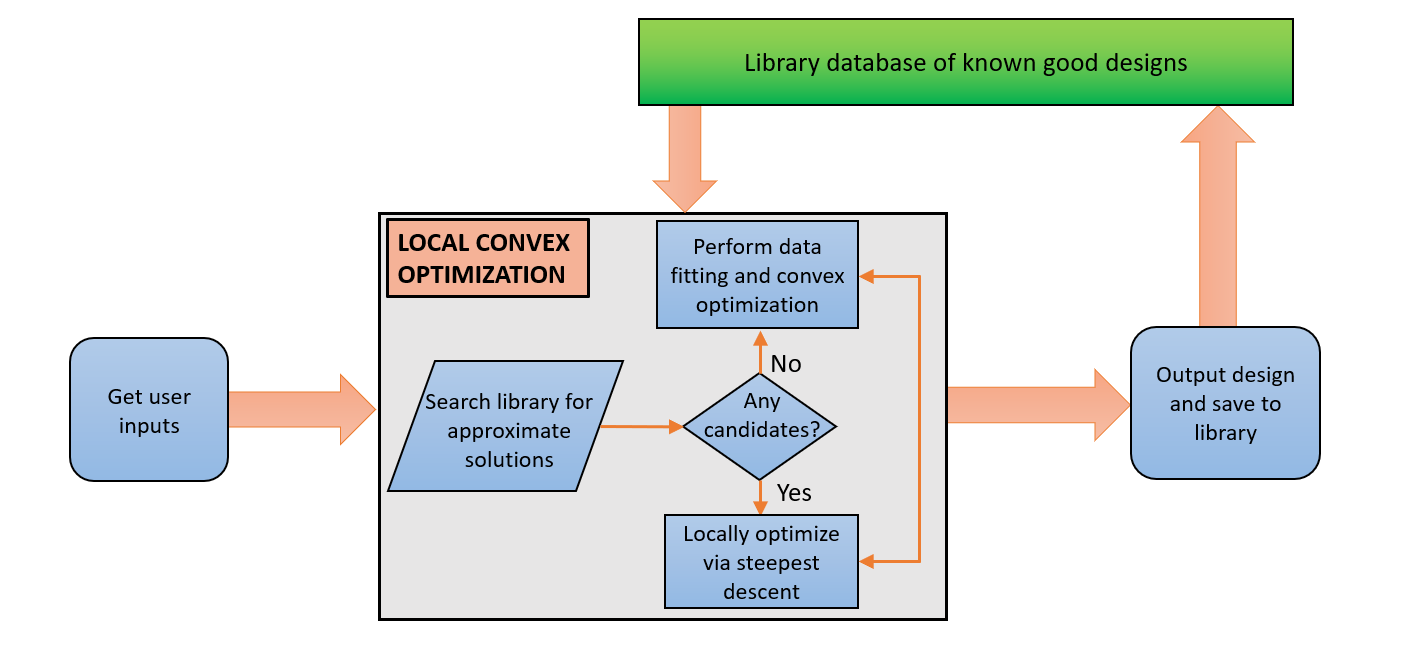 Library database of known good designs
LOCAL CONVEX
OPTIMIZATION
Perform data
fitting and convex
optimization
Get user
inputs
Search library for
approximate
solutions
No
Any
candidates?
Yes
Locally optimize
via steepest
descent
Output design
and save to
library